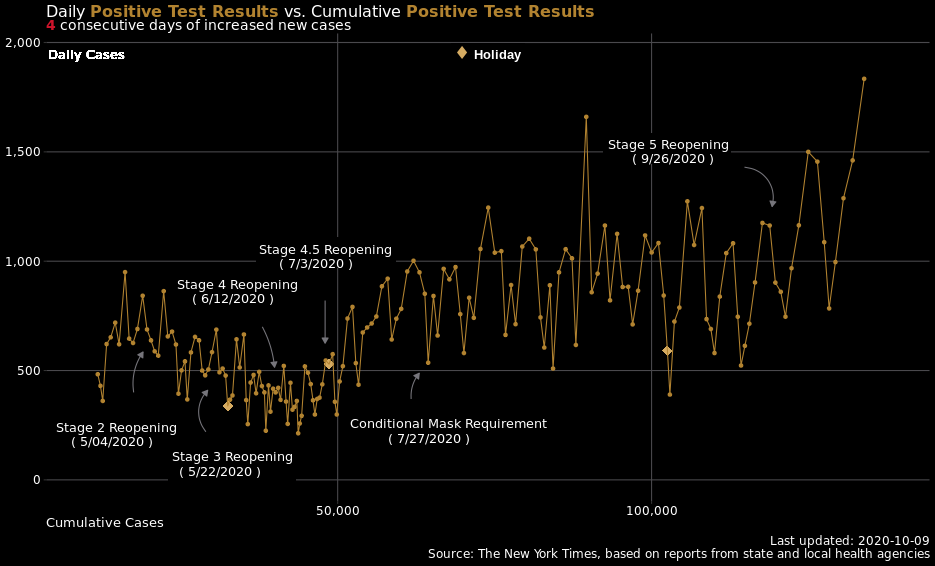 Daily Positive Test Results vs. Cumulative Positive Test Results
4 consecutive days of increased new cases
2,000
Daily Cases
Holiday
1,500
Stage 5 Reopening
( 9/26/2020 )
1,000
Stage 4.5 Reopening
( 7/3/2020 )
Stage 4 Reopening
( 6/12/2020 )
500
Stage 2 Reopening
( 5/04/2020 )
Conditional Mask Requirement
( 7/27/2020 )
Stage 3 Reopening
( 5/22/2020 )
0
50,000
100,000
Cumulative Cases
Last updated: 2020-10-09
Source: The New York Times, based on reports from state and local health agencies